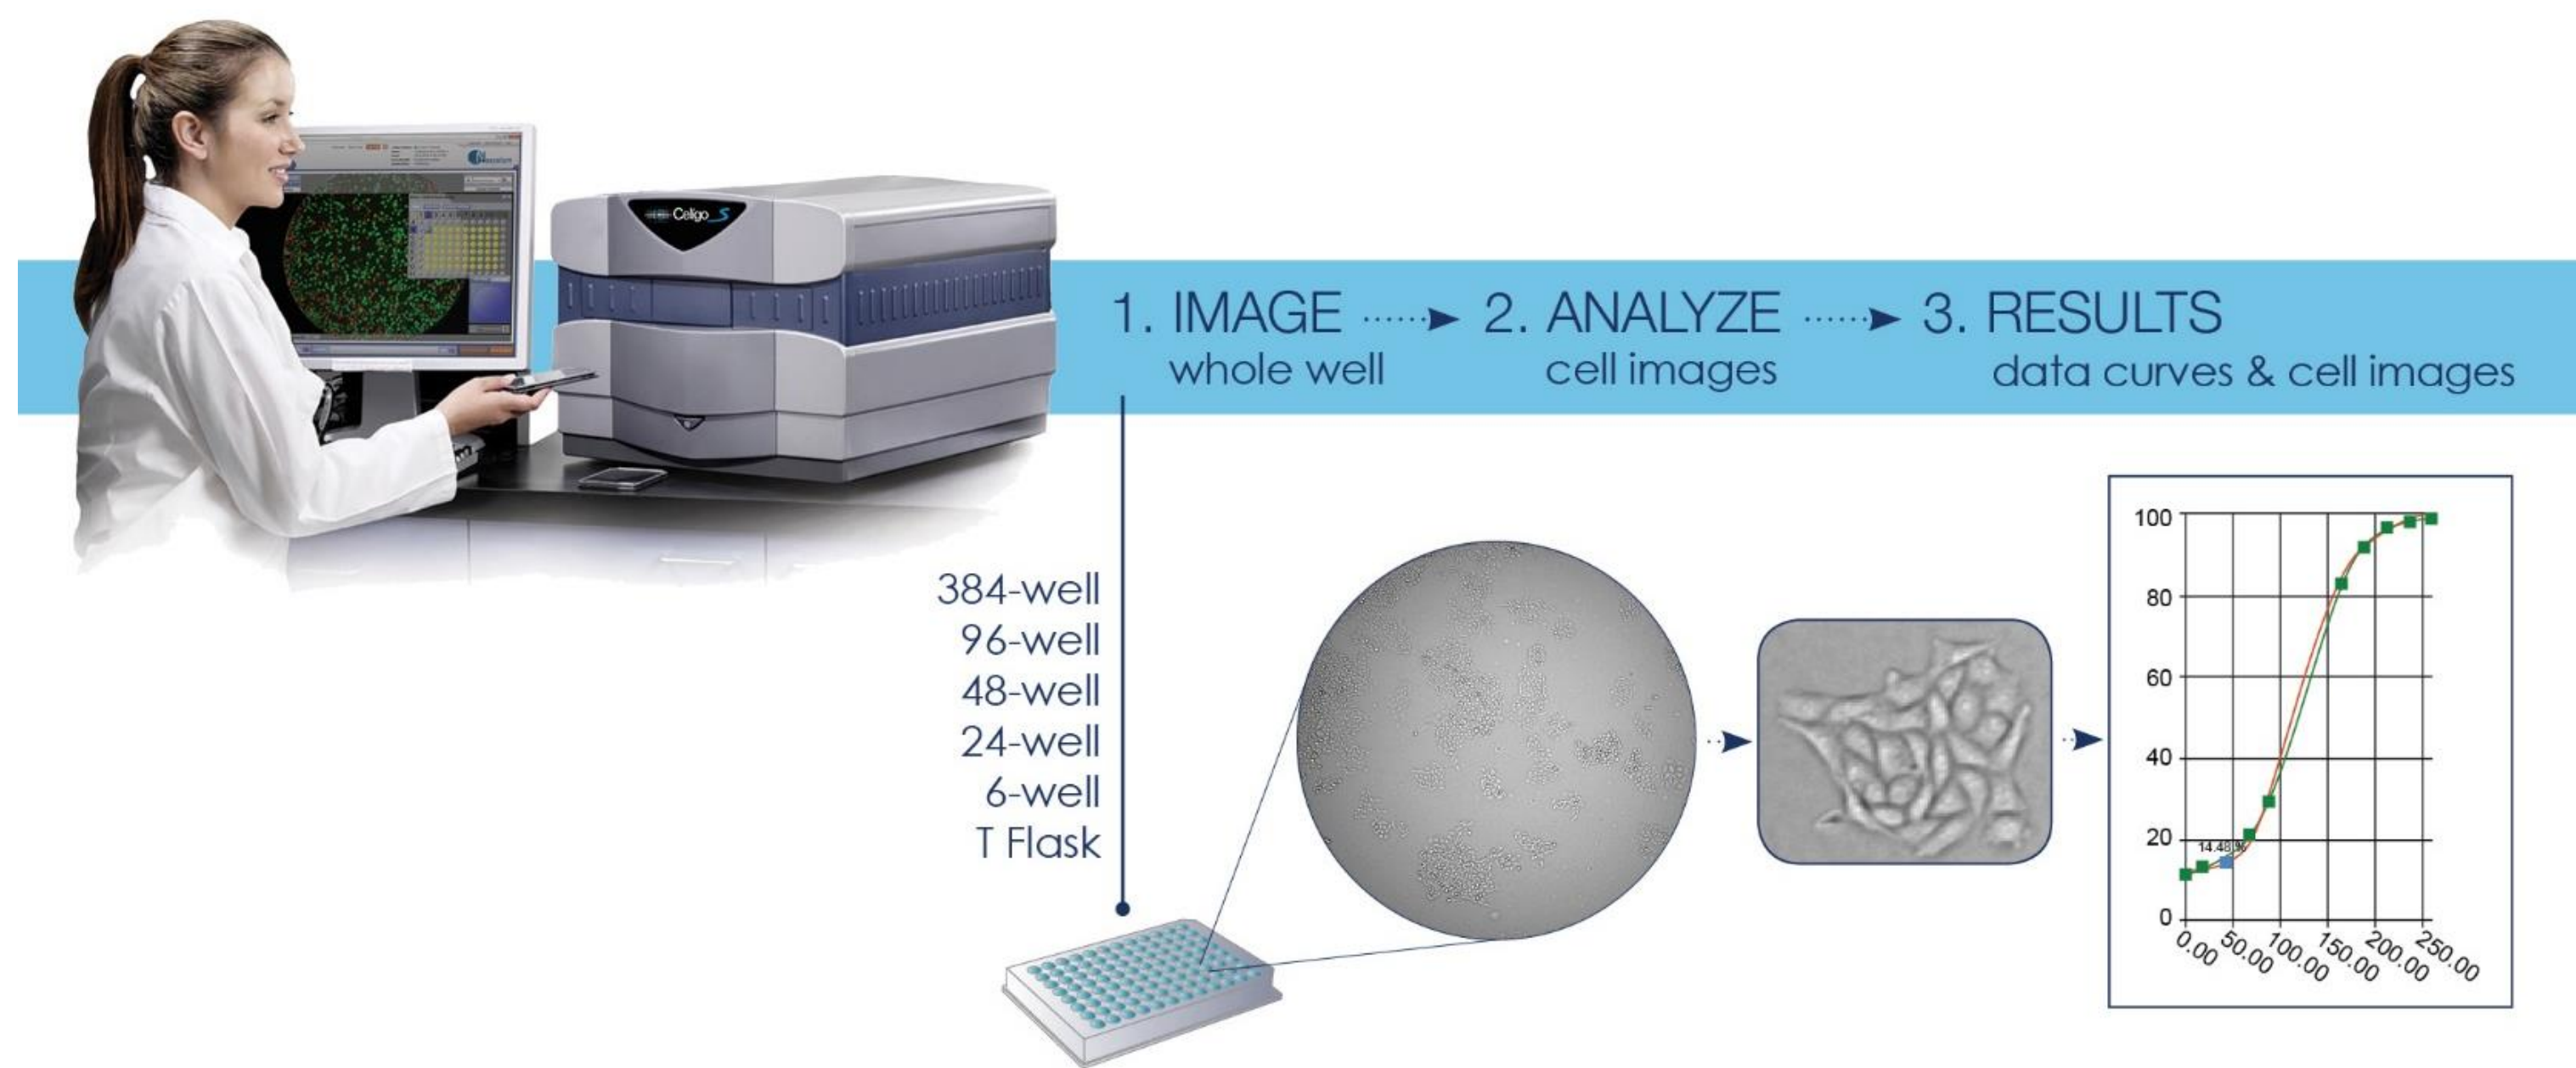 Celigo S
1. IMAGE
whole well
2. ANALYZE
cell images
3. RESULTS
data curves & cell images
384-well
96-well
48-well
24-well
6-well
T Flask
100
80
60
40
20
0
14.48%
0.00
50.00
100.00
150.00
200.00
250.00